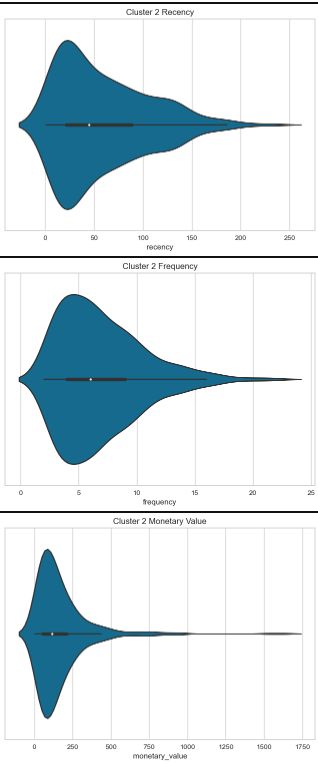 Cluster 2 Recency
0 50 100 150 200 250
recency
Cluster 2 Frequency
0 5 10 15 20 25
frequency
Cluster 2 Monetary Value
0 250 500 750 1000 1250 1500 1750
monetary_value